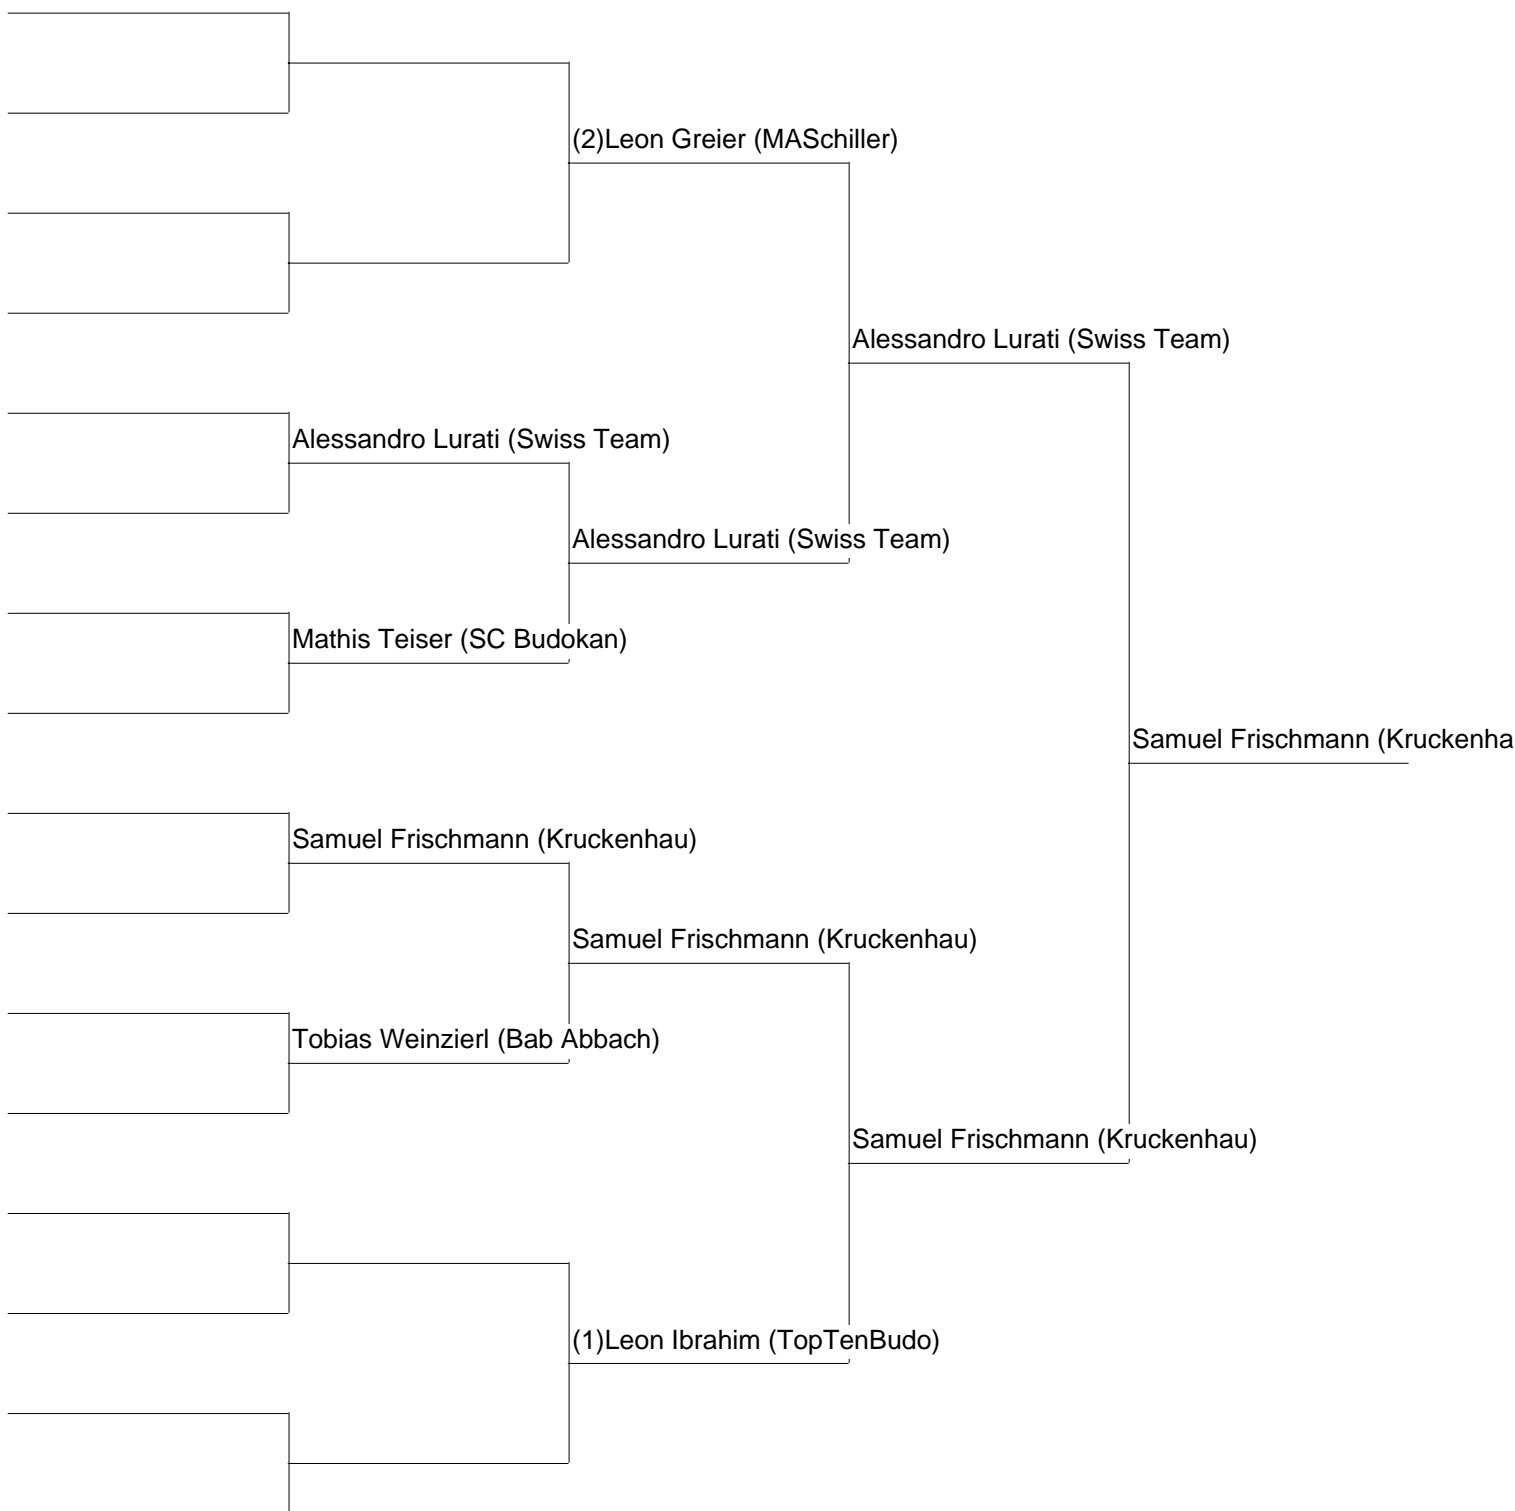 (2)Leon Greier (MASchiller)
Alessandro Lurati (Swiss Team)
Alessandro Lurati (Swiss Team)
Alessandro Lurati (Swiss Team)
Mathis Teiser (SC Budokan)
Samuel Frischmann (Kruckenha
Samuel Frischmann (Kruckenhau)
Samuel Frischmann (Kruckenhau)
Tobias Weinzierl (Bab Abbach)
Samuel Frischmann (Kruckenhau)
(1)Leon Ibrahim (TopTenBudo)